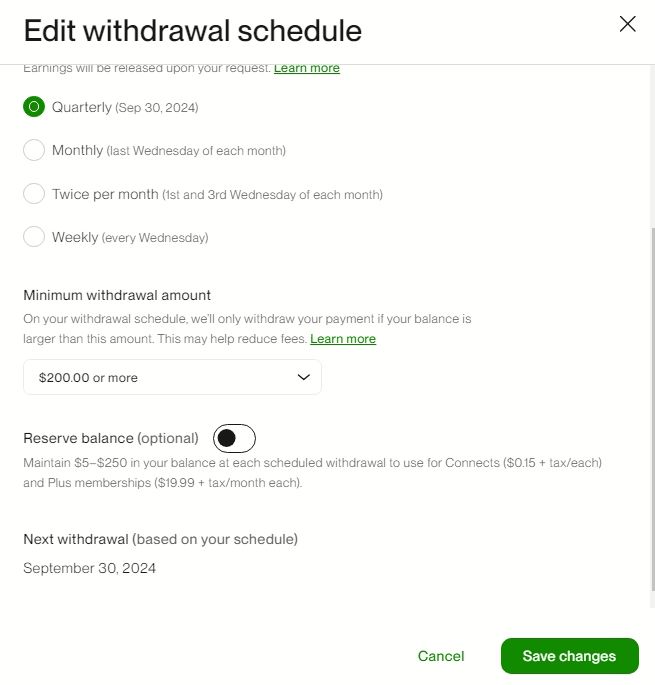 Edit withdrawal schedule
Earnings will be released upon your request. Learn more
Quarterly (Sep 30, 2024)
Monthly (last Wednesday of each month)
Twice per month (1st and 3rd Wednesday of each month)
Weekly (every Wednesday)
Minimum withdrawal amount
On your withdrawal schedule, we'll only withdraw your payment if your balance is
larger than this amount. This may help reduce fees. Learn more
$200.00 or more
Reserve balance (optional)
Maintain $5–$250 in your balance at each scheduled withdrawal to use for Connects ($0.15 + tax/each)
and Plus memberships ($19.99 + tax/month each).
Next withdrawal (based on your schedule)
September 30, 2024
Cancel
Save changes